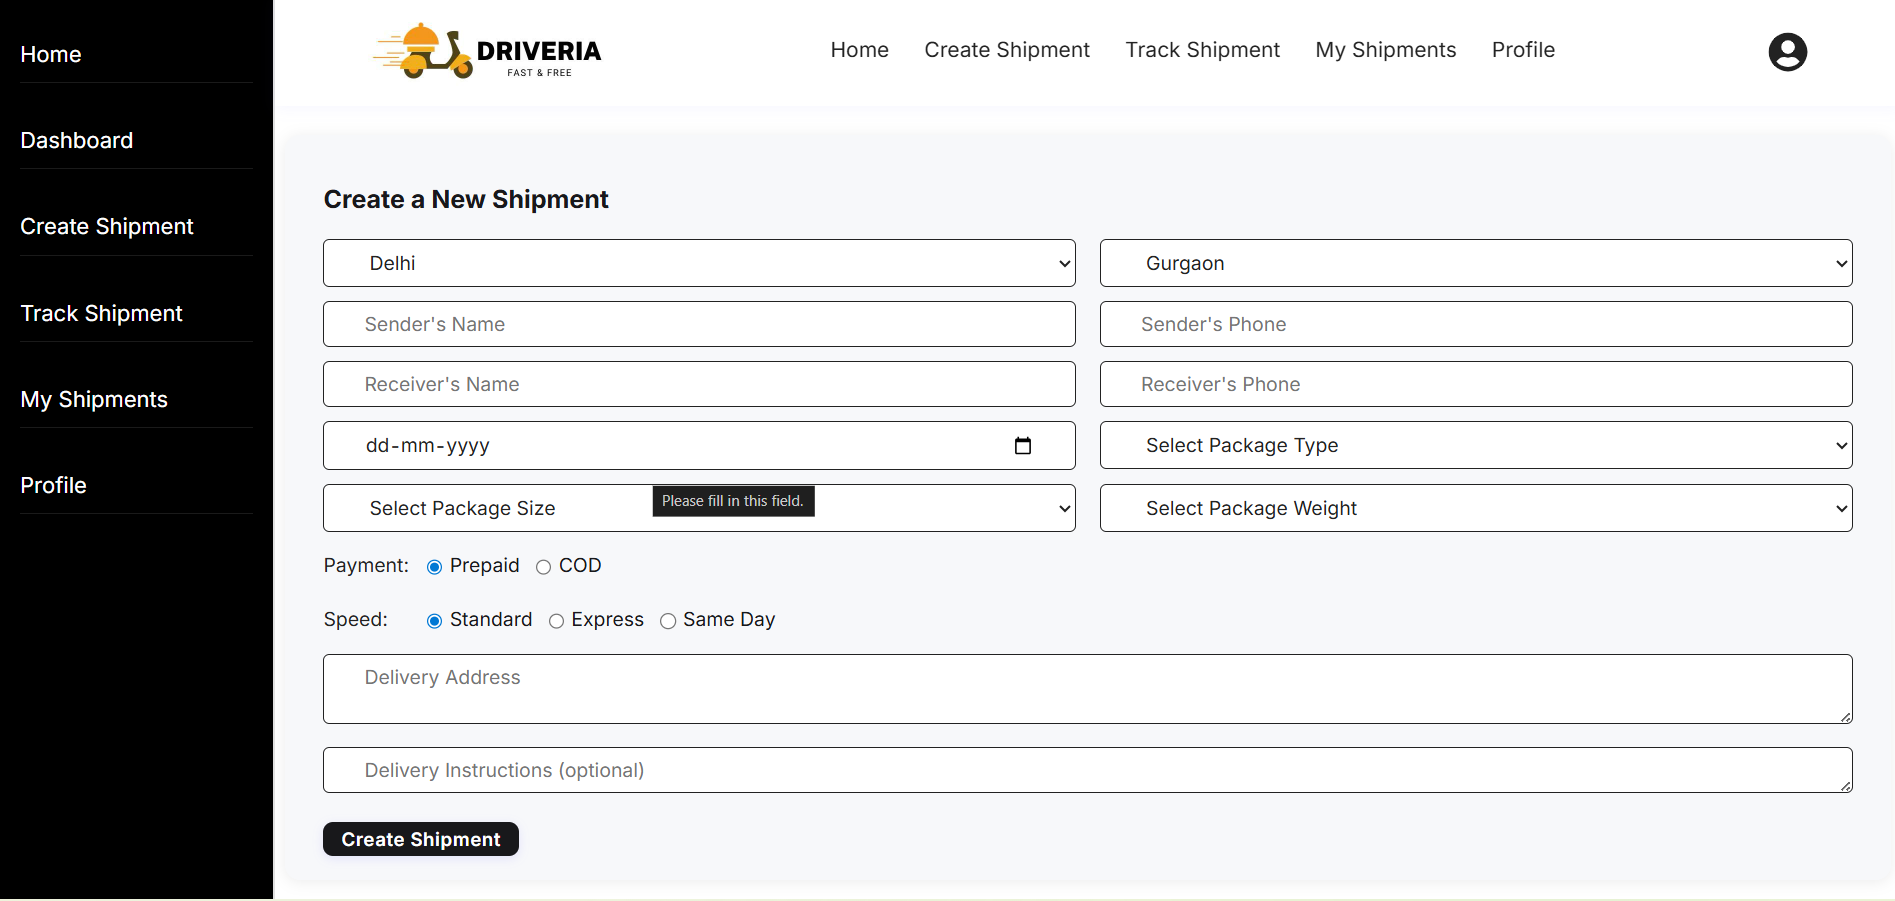 Home
Dashboard
Create Shipment
Track Shipment
My Shipments
Profile
DRIVERIA
FAST & FREE
Home Create Shipment Track Shipment My Shipments Profile
Create a New Shipment
Delhi Gurgaon
Sender's Name Sender's Phone
Receiver's Name Receiver's Phone
dd-mm-yyyy Select Package Type
Please fill in this field.
Select Package Size Select Package Weight
Payment: Prepaid COD
Speed: Standard Express Same Day
Delivery Address
Delivery Instructions (optional)
Create Shipment